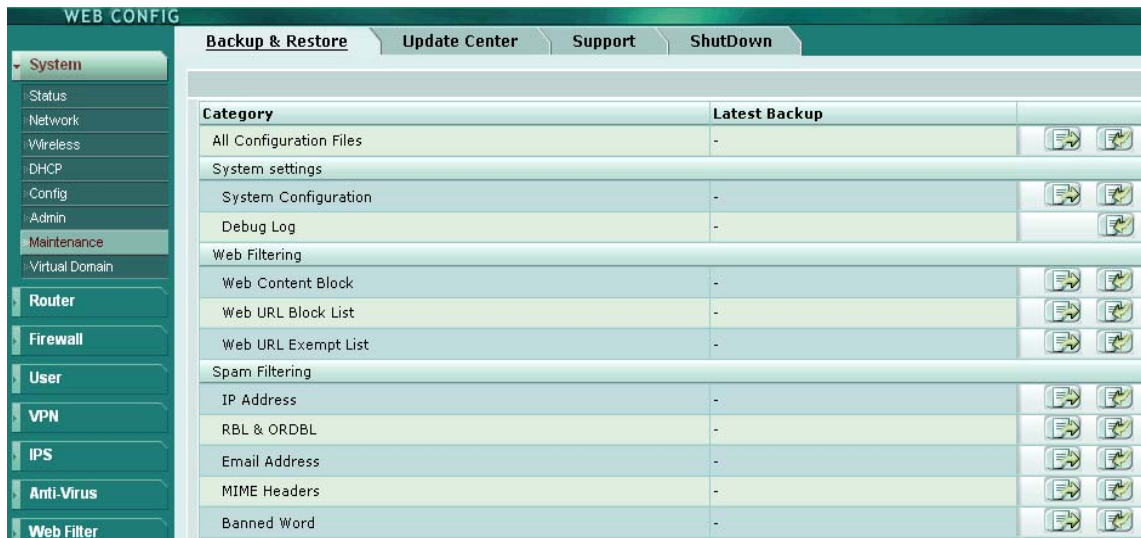 WEB CONFIG
Backup & Restore Update Center Support ShutDown
System
Status
Network
Wireless
DHCP
Config
Admin
Maintenance
Virtual Domain
Router
Firewall
User
VPN
IPS
Anti-Virus
Web Filter
Category Latest Backup
All Configuration Files -
System settings
System Configuration -
Debug Log -
Web Filtering
Web Content Block -
Web URL Block List -
Web URL Exempt List -
Spam Filtering
IP Address -
RBL & ORDBL -
Email Address -
MIME Headers -
Banned Word -